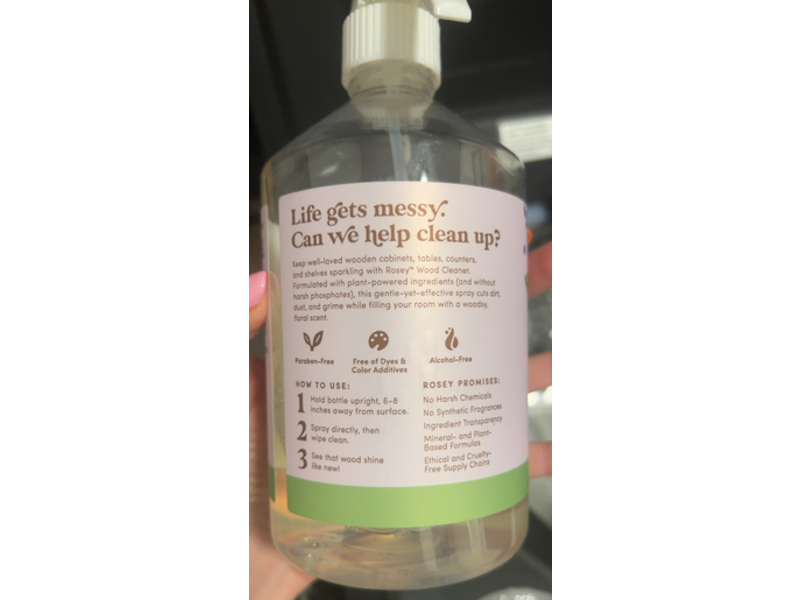 Life gets messy.
Can we help clean up?
Keep well-loved wooden cabinets, tables, counters,
and shelves sparkling with Rosey™ Wood Cleaner.
Formulated with plant-powered ingredients (and without
harsh phosphates), this gentle-yet-effective spray cuts dirt,
dust, and grime while filling your room with a woodsy,
floral scent.
Paraben-Free
Free of Dyes &
Color Additives
Alcohol-Free
HOW TO USE:
1 Hold bottle upright, 6-8
inches away from surface.
2 Spray directly, then
wipe clean.
3 See that wood shine
like new!
ROSEY PROMISES:
No Harsh Chemicals
No Synthetic Fragrances
Ingredient Transparency
Mineral- and Plant-
Based Formulas
Ethical and Cruelty-
Free Supply Chains